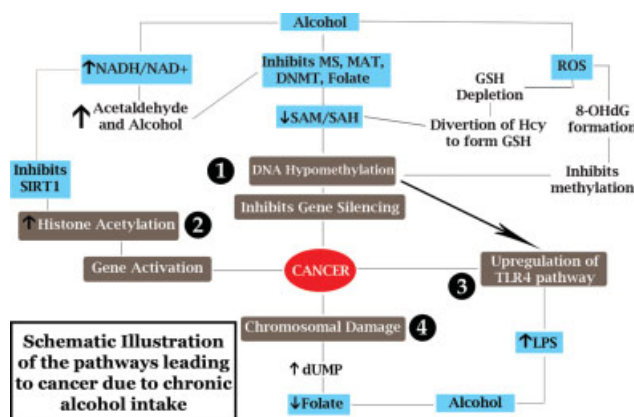 Alcohol
↑NADH/NAD+
Inhibits MS, MAT,
DNMT, Folate
ROS
GSH
Depletion
↑ Acetaldehyde
and Alcohol
8-OHdG
formation
↓SAM/SAH
Divertion of Hcy
to form GSH
Inhibits
SIRT1
1
DNA Hypomethylation
Inhibits
methylation
Inhibits Gene Silencing
↑ Histone Acetylation
2
Gene Activation
CANCER
3
Upregulation of
TLR4 pathway
Chromosomal Damage
4
↑LPS
↑ dUMP
↓Folate
Alcohol
Schematic Illustration
of the pathways leading
to cancer due to chronic
alcohol intake